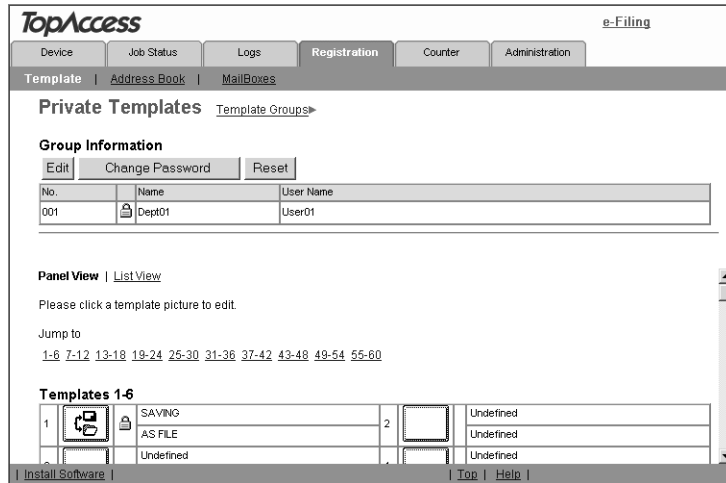 TopAccess
e-Filing
Device Job Status Logs Registration Counter Administration
Template | Address Book | MailBoxes
Private Templates Template Groups▶
Group Information
Edit Change Password Reset
No. Name User Name
001 Dept01 User01
Panel View | List View
Please click a template picture to edit.
Jump to
1-6 7-12 13-18 19-24 25-30 31-36 37-42 43-48 49-54 55-60
Templates 1-6
1 SAVING 2 Undefined
AS FILE Undefined
Undefined Undefined
| Install Software | | Top | Help |